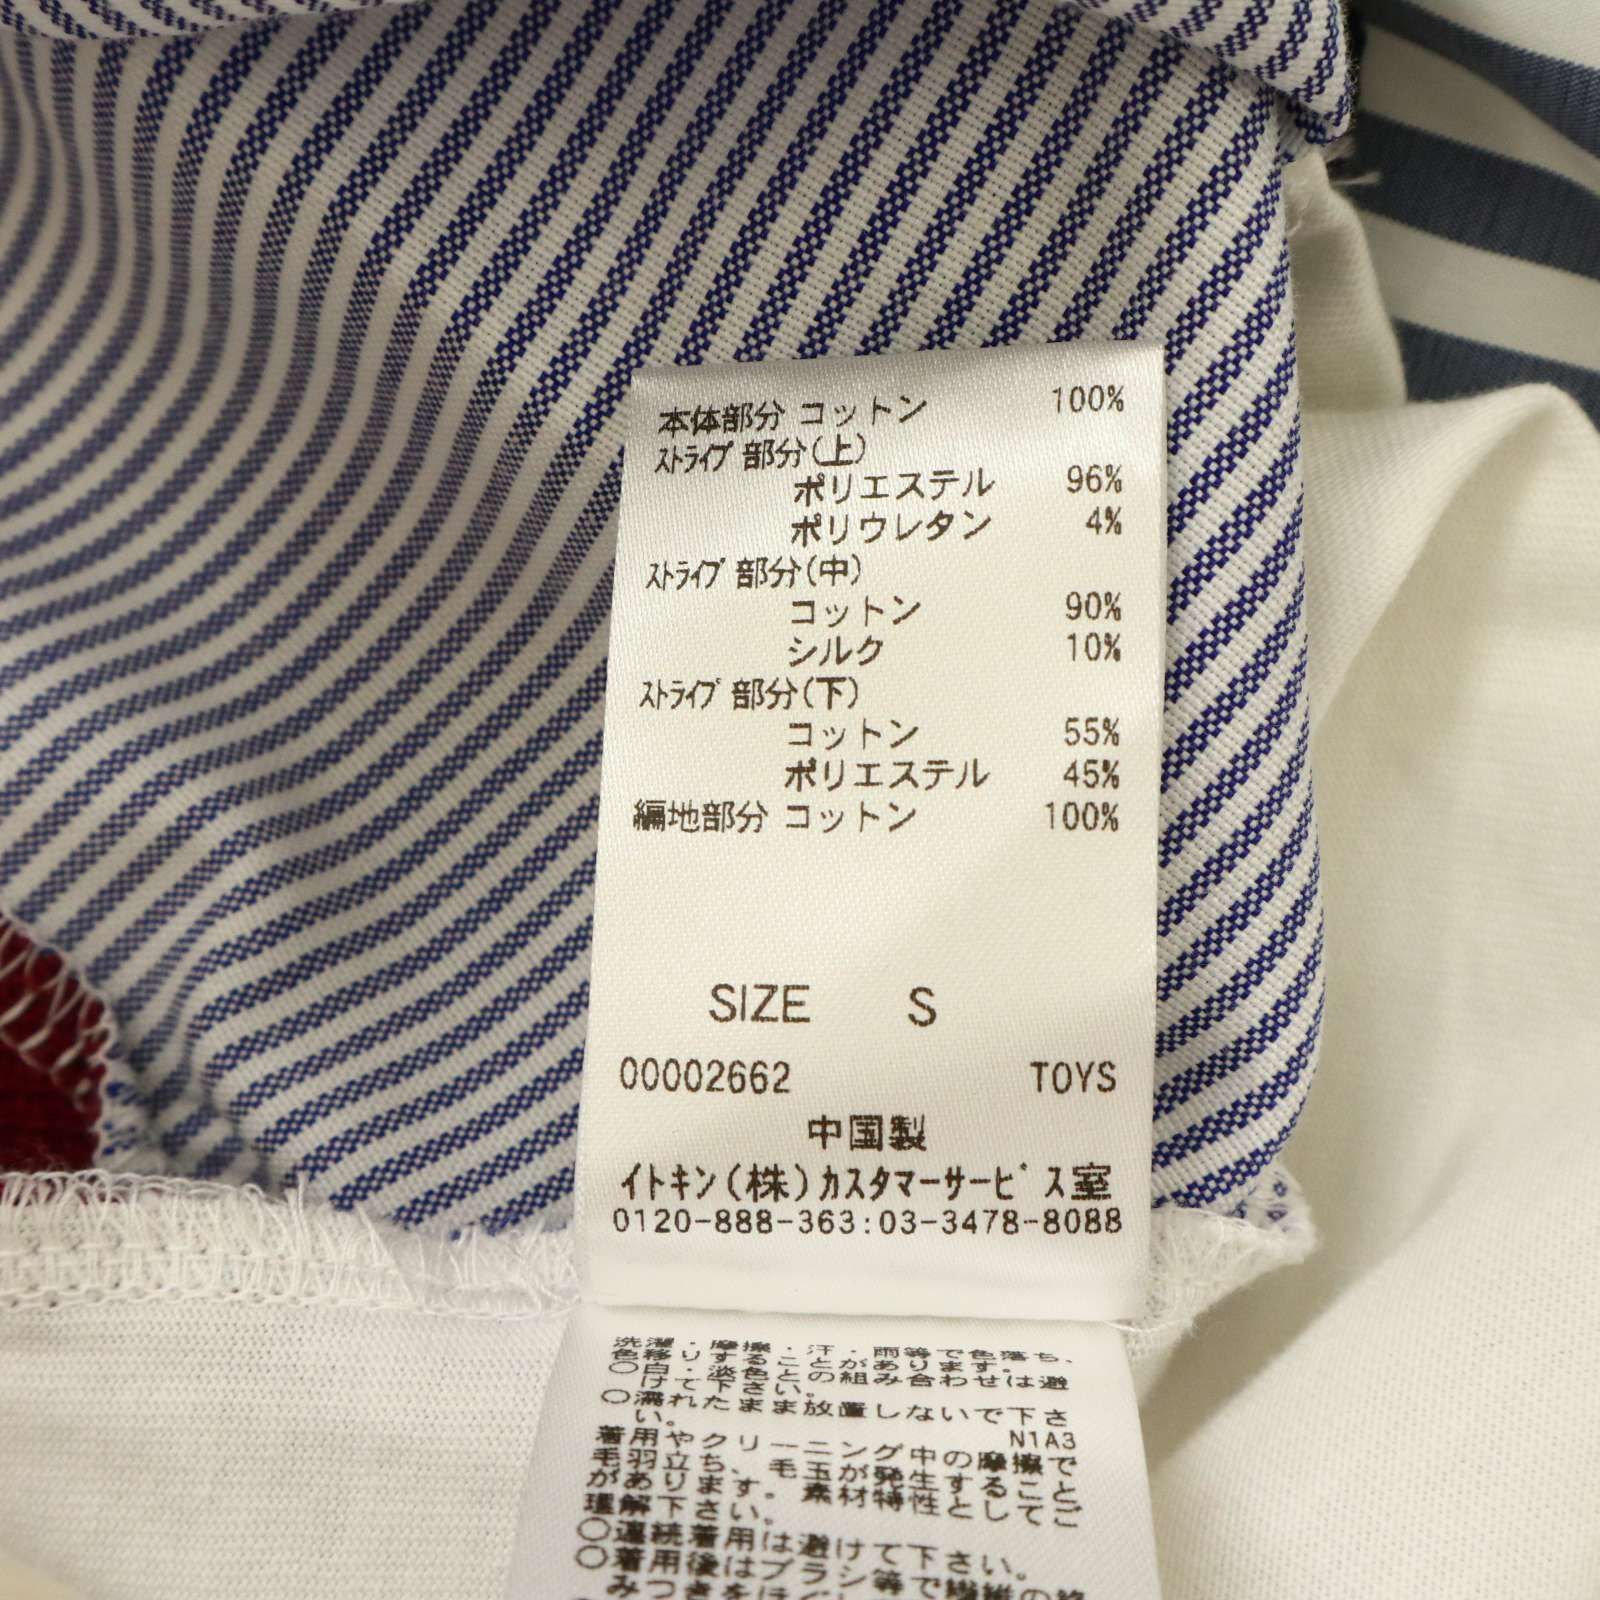 本体部分 コットン 100%
ストライプ 部分(上)
ポリエステル 96%
ポリウレタン 4%
ストライプ 部分(中)
コットン 90%
シルク 10%
ストライプ 部分(下)
コットン 55%
ポリエステル 45%
編地部分 コットン 100%
SIZE S
00002662 TOYS
中国製
イトキン(株)カスタマーサービス室
0120-888-363:03-3478-8088
洗濯・摩擦・汗・雨等で色落ち、
色移りすることがあります。
○白・淡色との組み合わせは避
けて下さい。
○濡れたまま放置しないで下さ
い。
N1A3
着用やクリーニング中の摩擦で
毛羽立ち、毛玉が発生すること
があります。素材特性としてご
理解下さい。
○連続着用は避けて下さい。
○着用後はブラシ等で繊維の絡
みつきをほぐし